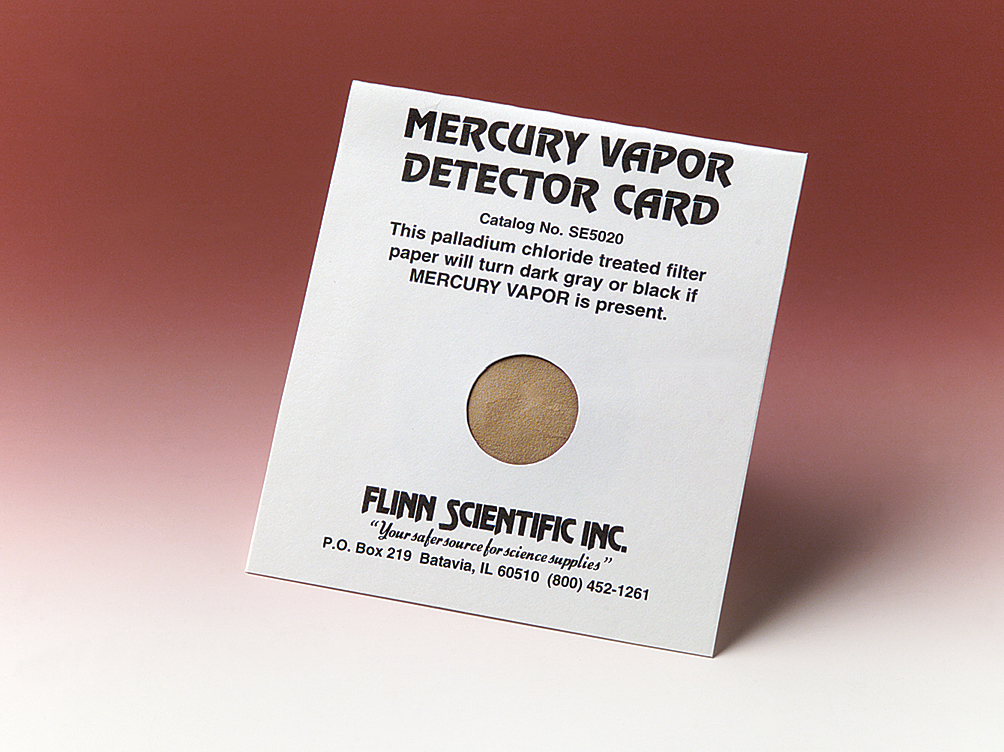 MERCURY VAPOR
DETECTOR CARD
Catalog No. SE5020
This palladium chloride treated filter
paper will turn dark gray or black if
MERCURY VAPOR is present.
FLINN SCIENTIFIC INC.
“Your safer source for science supplies”
P.O. Box 219 Batavia, IL 60510 (800) 452-1261